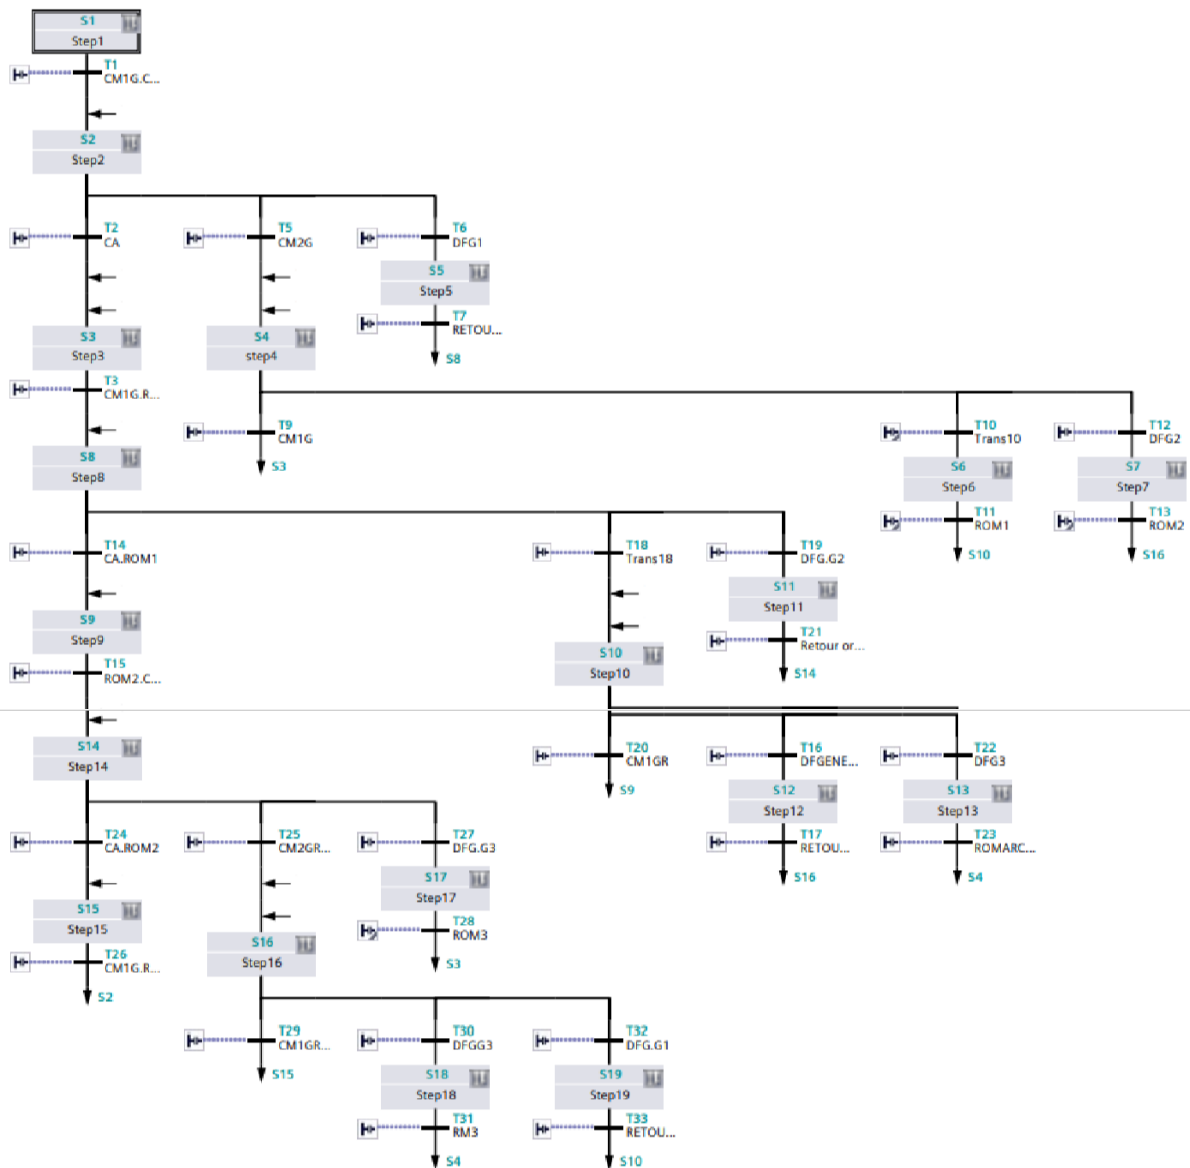 S1
Step1
T1
CM1G.C...
S2
Step2
T2
CA
T5
CM2G
T6
DFG1
S5
Step5
T7
RETOU...
S8
S3
Step3
S4
step4
T3
CM1G.R...
T9
CM1G
S3
T10
Trans10
T12
DFG2
S8
Step8
S6
Step6
S7
Step7
T11
ROM1
S10
T13
ROM2
S16
T14
CA.ROM1
T18
Trans18
T19
DFG.G2
S11
Step11
S9
Step9
T21
Retour or...
S14
T15
ROM2.C...
S10
Step10
S14
Step14
T20
CM1GR
S9
T16
DFGENE...
T22
DFG3
S12
Step12
S13
Step13
T24
CA.ROM2
T25
CM2GR...
T27
DFG.G3
T17
RETOU...
S16
T23
ROMARC...
S4
S17
Step17
S15
Step15
T28
ROM3
S3
S16
Step16
T26
CM1G.R...
S2
T29
CM1GR...
S15
T30
DFGG3
T32
DFG.G1
S18
Step18
S19
Step19
T31
RM3
S4
T33
RETOU...
S10